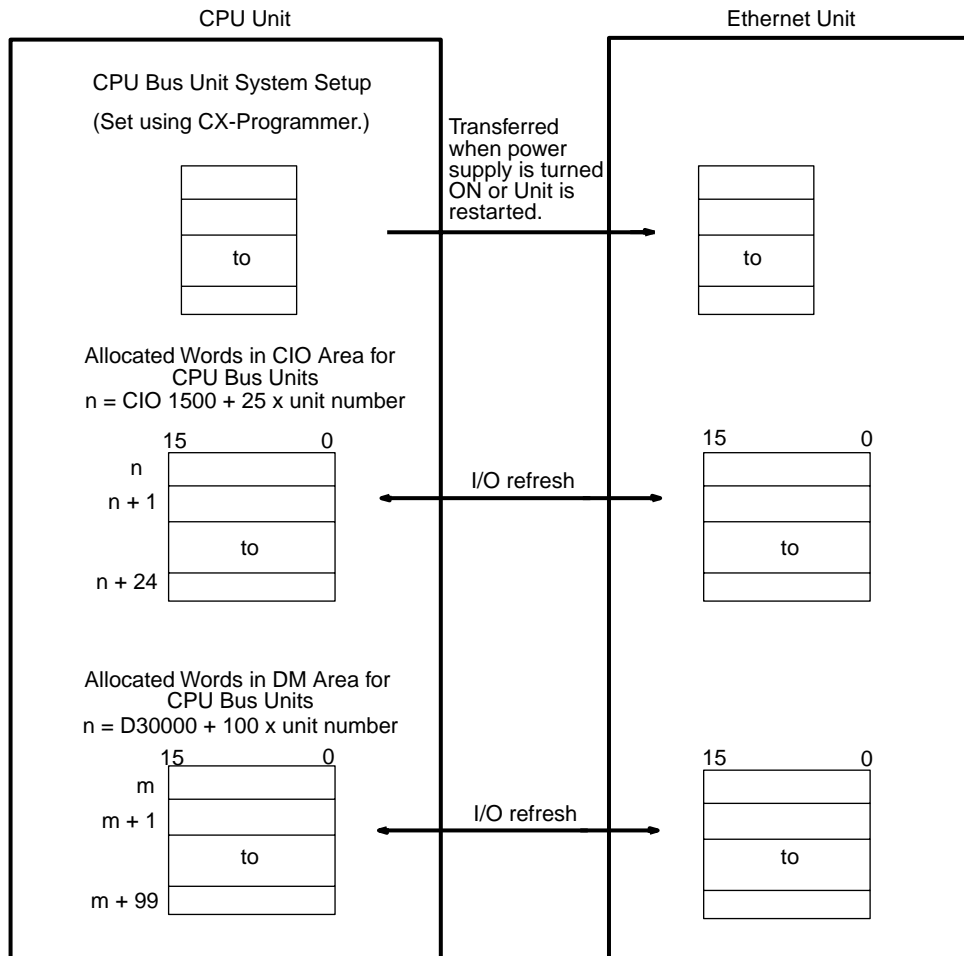 CPU Unit
Ethernet Unit
CPU Bus Unit System Setup
(Set using CX-Programmer.)
Transferred
when power
supply is turned
ON or Unit is
restarted.
to
to
Allocated Words in CIO Area for
CPU Bus Units
n = CIO 1500 + 25 x unit number
15 0
15 0
n
n + 1
I/O refresh
to
to
n + 24
Allocated Words in DM Area for
CPU Bus Units
n = D30000 + 100 x unit number
15 0
15 0
m
m + 1
I/O refresh
to
to
m + 99